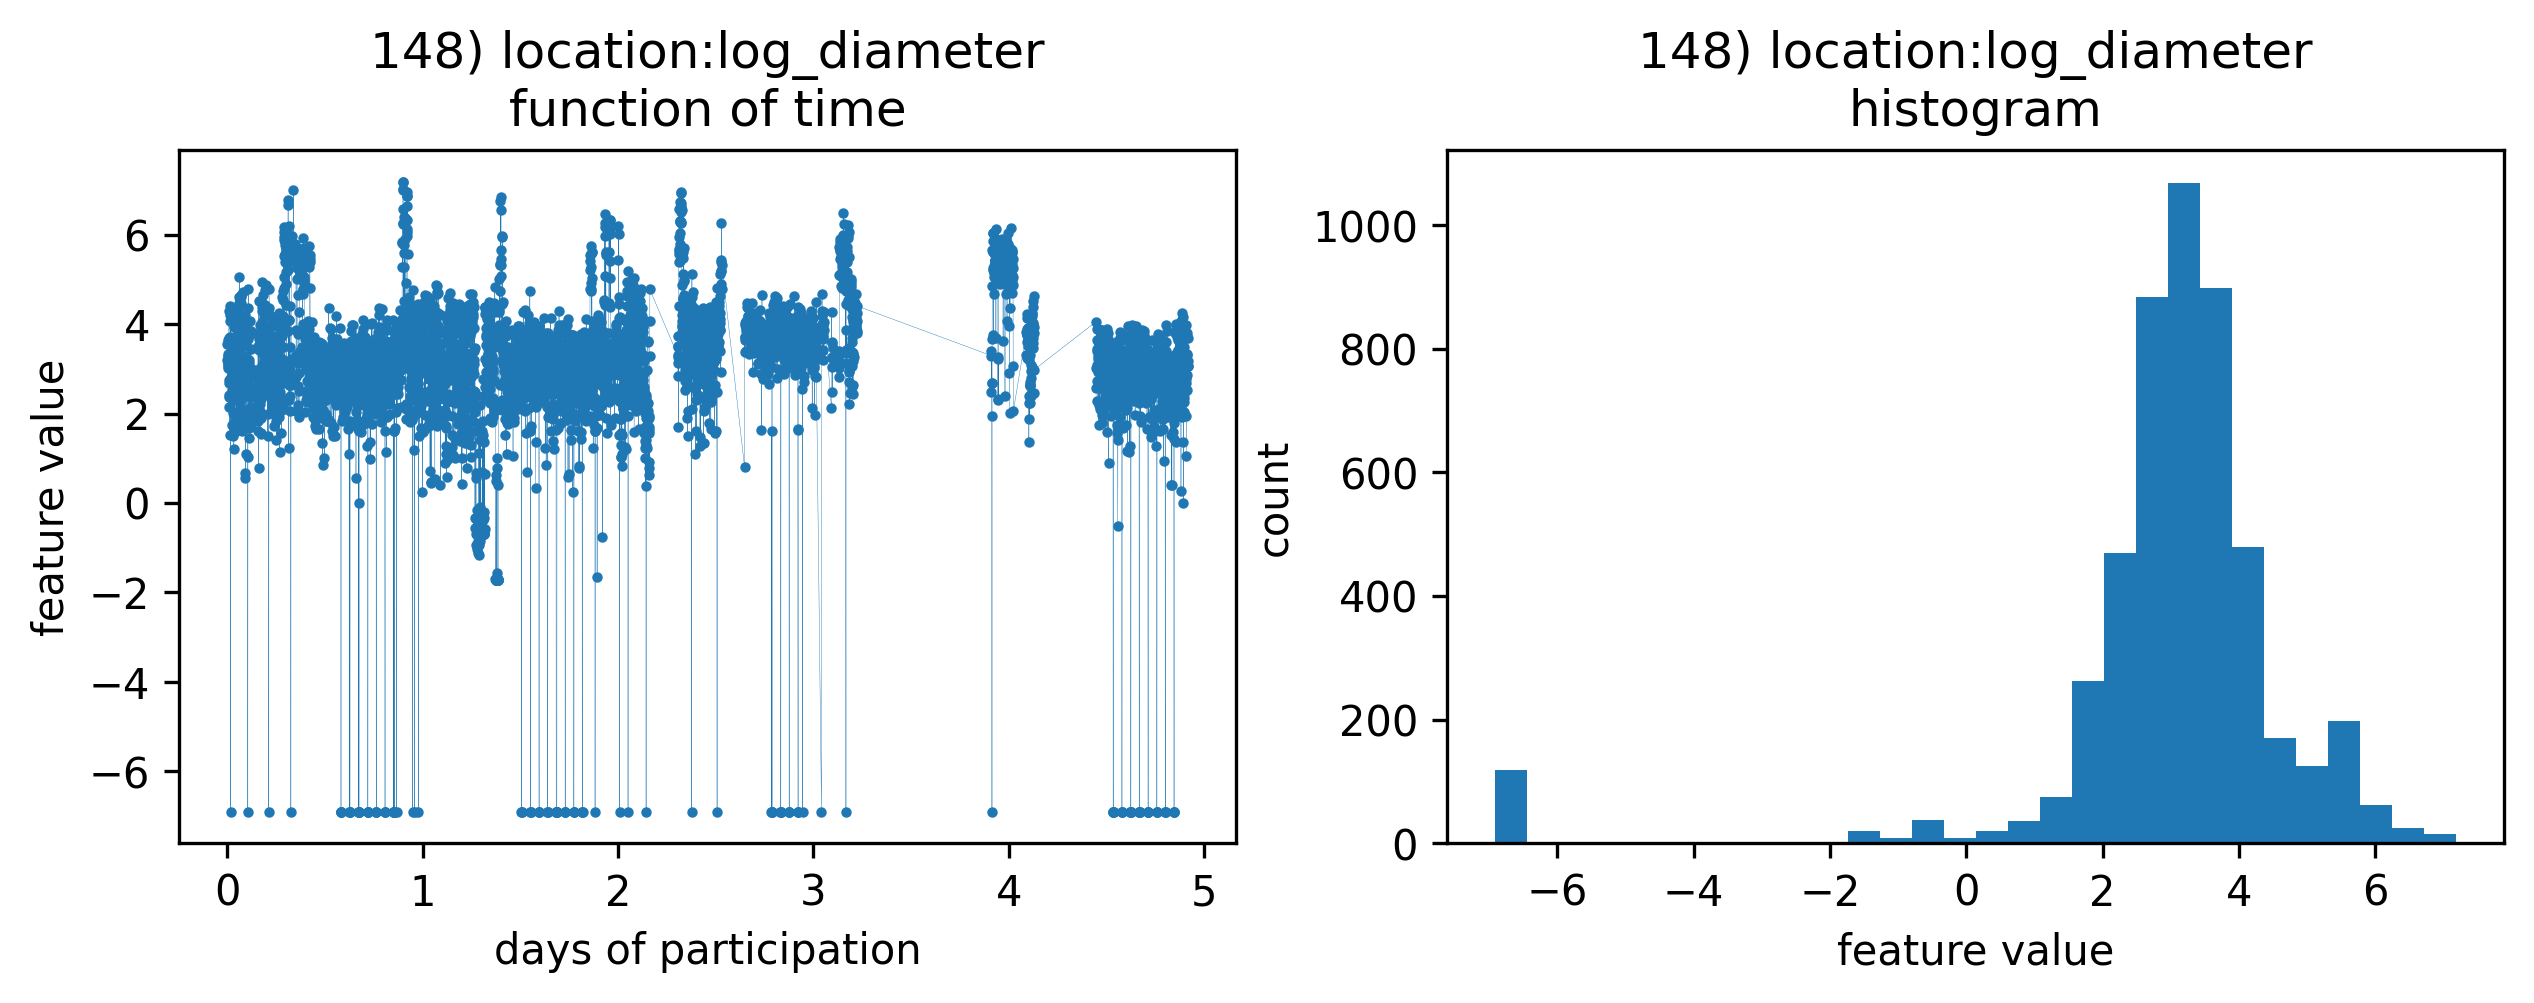 148) location:log_diameter
function of time
feature value
6
4
2
0
−2
−4
−6
0 1 2 3 4 5
days of participation
148) location:log_diameter
histogram
count
1000
800
600
400
200
0
−6 −4 −2 0 2 4 6
feature value